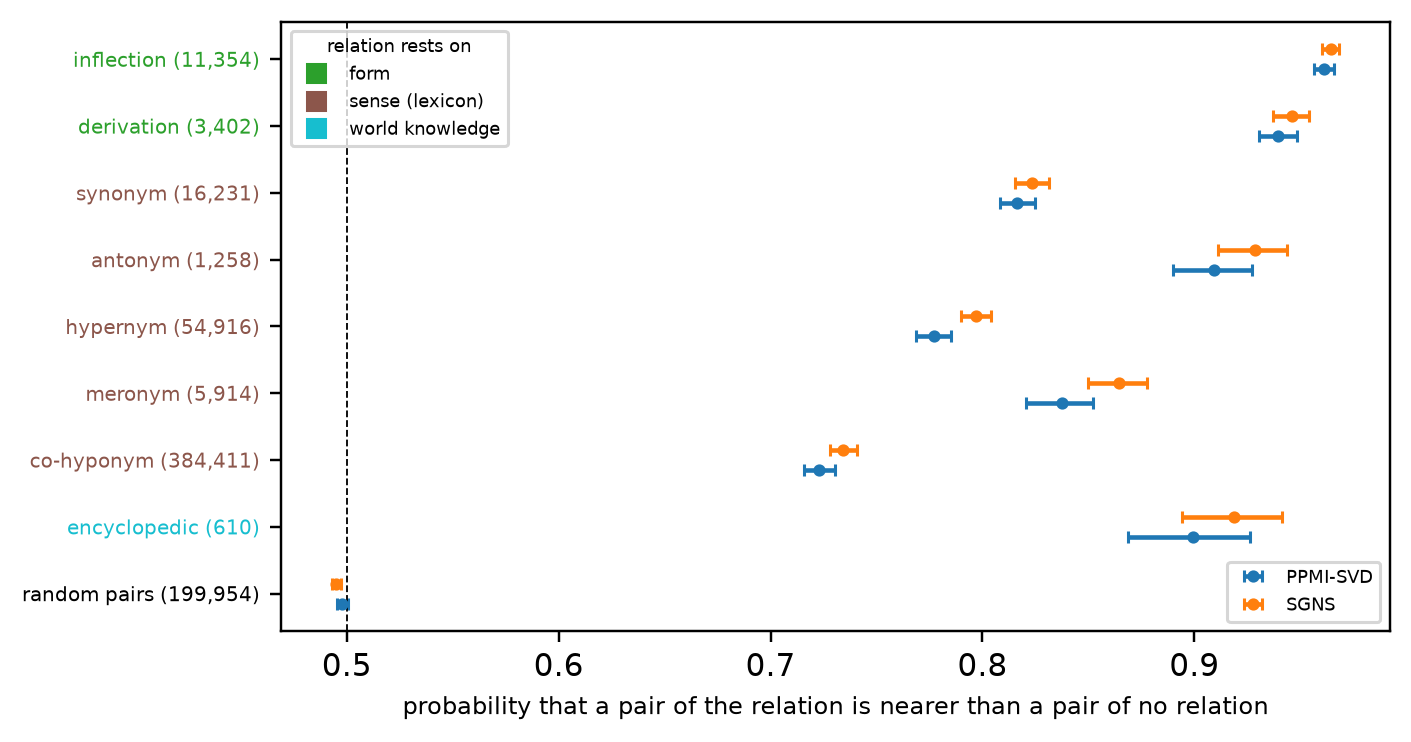 relation rests on
form
sense (lexicon)
world knowledge
inflection (11,354)
derivation (3,402)
synonym (16,231)
antonym (1,258)
hypernym (54,916)
meronym (5,914)
co-hyponym (384,411)
encyclopedic (610)
random pairs (199,954)
PPMI-SVD
SGNS
0.5 0.6 0.7 0.8 0.9
probability that a pair of the relation is nearer than a pair of no relation